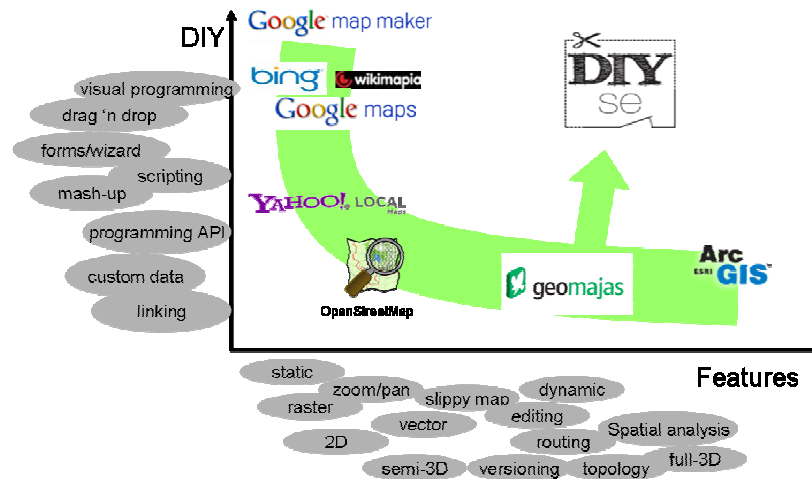 Google map maker
DIY
bing
wikimapia
Google maps
DIY
se
visual programming
drag 'n drop
forms/wizard
scripting
mash-up
programming API
custom data
linking
YAHOO! LOCAL
Maps
OpenStreetMap
geomajas
Arc
ESRI GIS™
Features
static
zoom/pan
slippy map
dynamic
raster
editing
vector
Spatial analysis
2D
routing
full-3D
semi-3D
versioning
topology